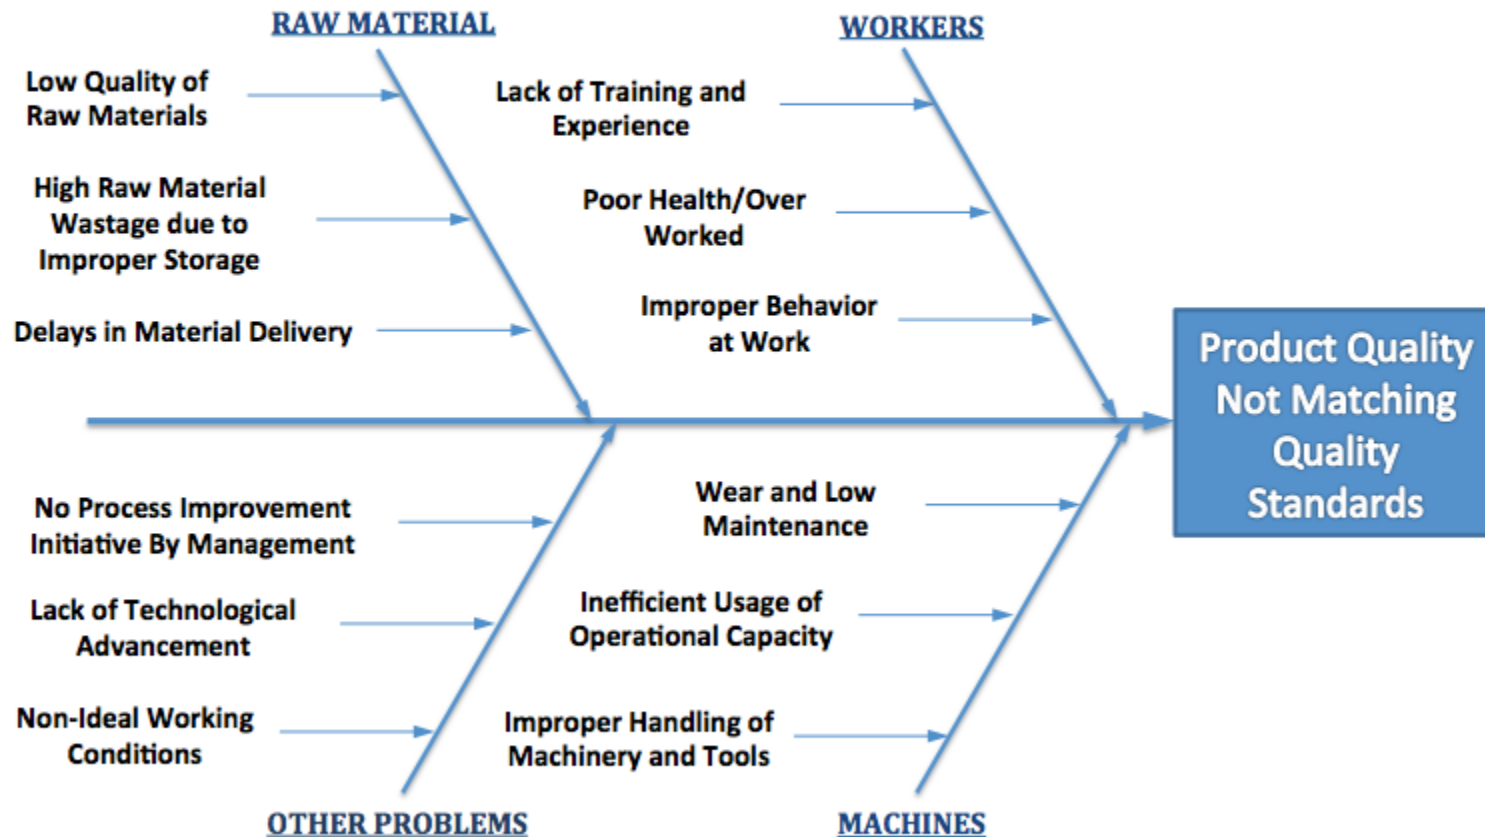 RAW MATERIAL
Low Quality of
Raw Materials
High Raw Material
Wastage due to
Improper Storage
Delays in Material Delivery
WORKERS
Lack of Training and
Experience
Poor Health/Over
Worked
Improper Behavior
at Work
Product Quality
Not Matching
Quality
Standards
No Process Improvement
Initiative By Management
Lack of Technological
Advancement
Non-Ideal Working
Conditions
OTHER PROBLEMS
Wear and Low
Maintenance
Inefficient Usage of
Operational Capacity
Improper Handling of
Machinery and Tools
MACHINES